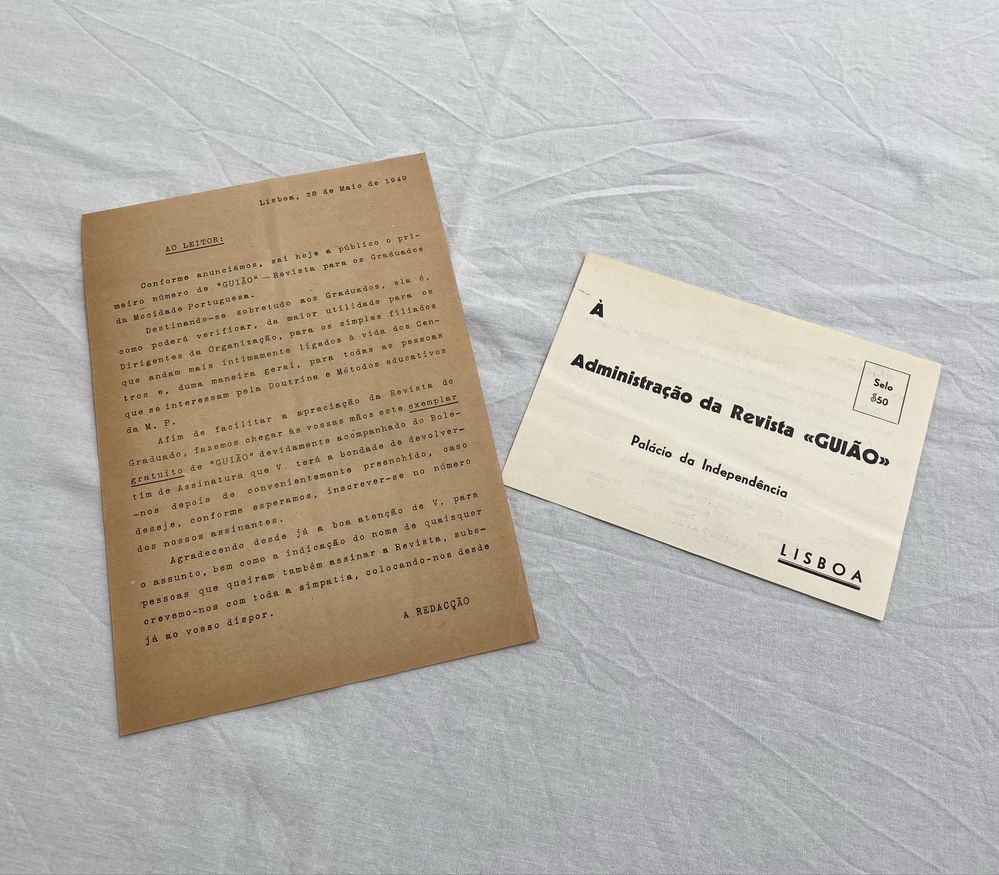 Lisboa, 28 de Maio de 1949
AO LEITOR:
Conforme anunciámos, saí hoje a público o pri-
meiro número de "GUIÃO" — Revista para os Graduados
da Mocidade Portuguesa.
Destinando-se sobretudo aos Graduados, ela é,
como poderá verificar, da maior utilidade para os
Dirigentes da Organização, para os simples filiados
que andam mais intimamente ligados à vida dos Cen-
tros e, duma maneira geral, para todas as pessoas
que se interessam pela Doutrina e Métodos educativos
da M. P.
Afim de facilitar a apreciação da Revista do
Graduado, fazemos chegar às vossas mãos este exemplar
gratuito de "GUIÃO" devidamente acompanhado do Bole-
tim de Assinatura que V. terá a bondade de devolver-
-nos depois de convenientemente preenchido, caso
deseje, conforme esperamos, inscrever-se no número
dos nossos assinantes.
Agradecendo desde já a boa atenção de V. para
o assunto, bem como a indicação do nome de quaisquer
pessoas que queiram também assinar a Revista, subs-
crevemo-nos com toda a simpatia, colocando-nos desde
já ao vosso dispor.
A REDACÇÃO
À
Administração da Revista «GUIÃO»
Palácio da Independência
LISBOA
Selo
$50